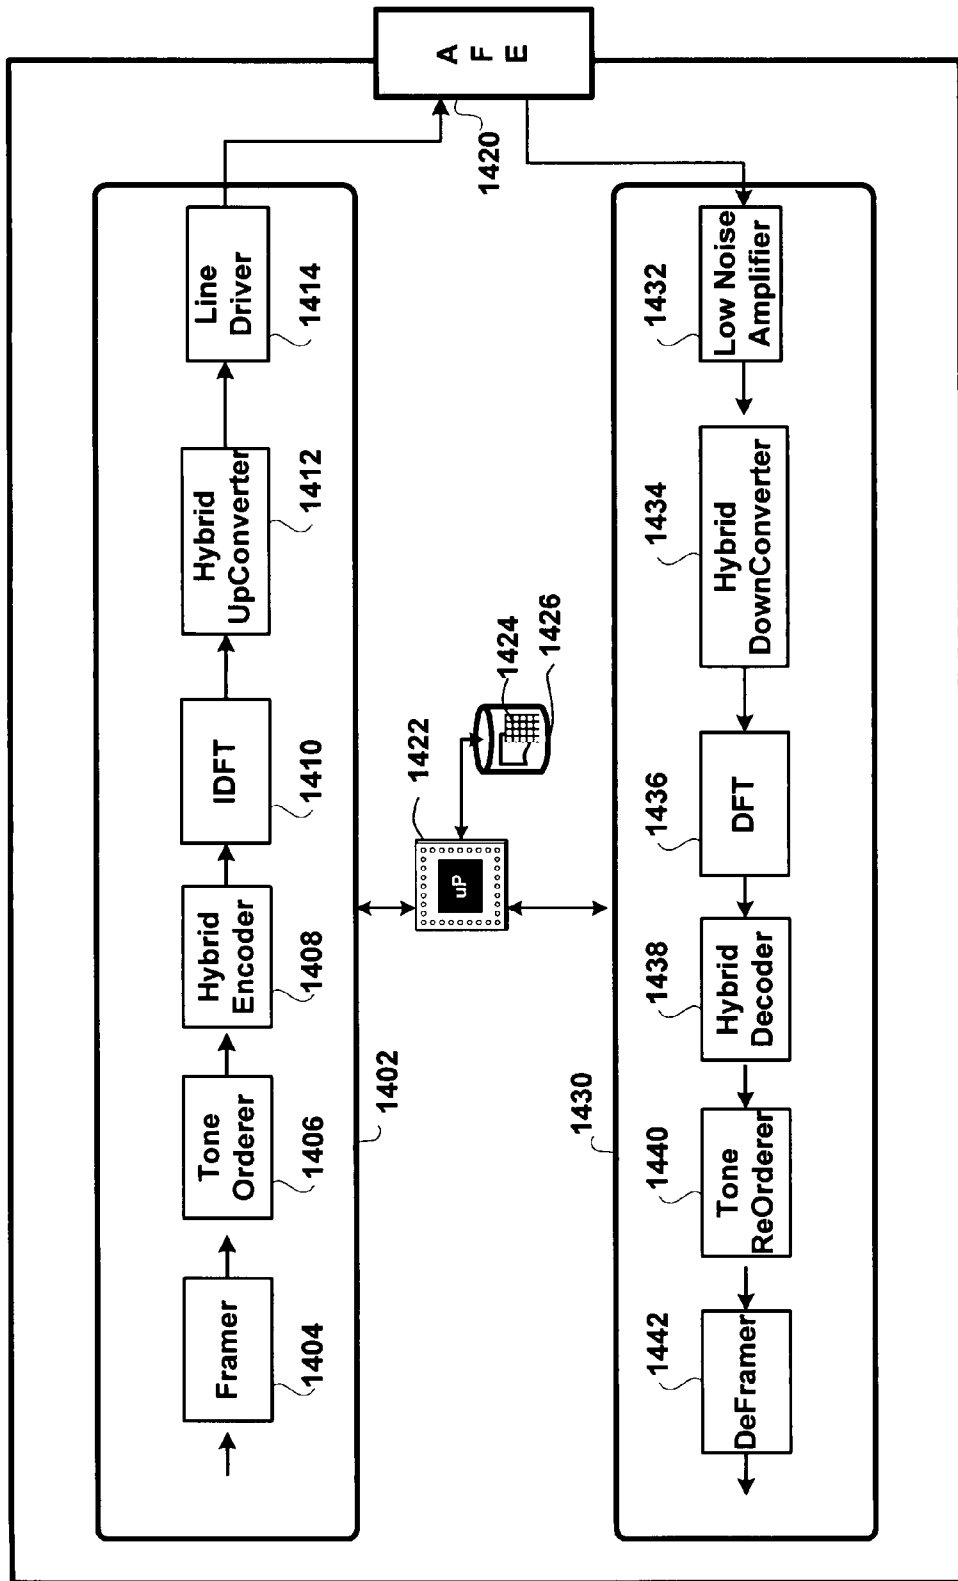 Framer
1404
Tone
Orderer
1406
Hybrid
Encoder
1408
IDFT
1410
Hybrid
UpConverter
1412
Line
Driver
1414
1402
A
F
E
1420
uP
1422
1424
1426
1430
Low Noise
Amplifier
1432
Hybrid
DownConverter
1434
DFT
1436
Hybrid
Decoder
1438
Tone
ReOrderer
1440
DeFramer
1442